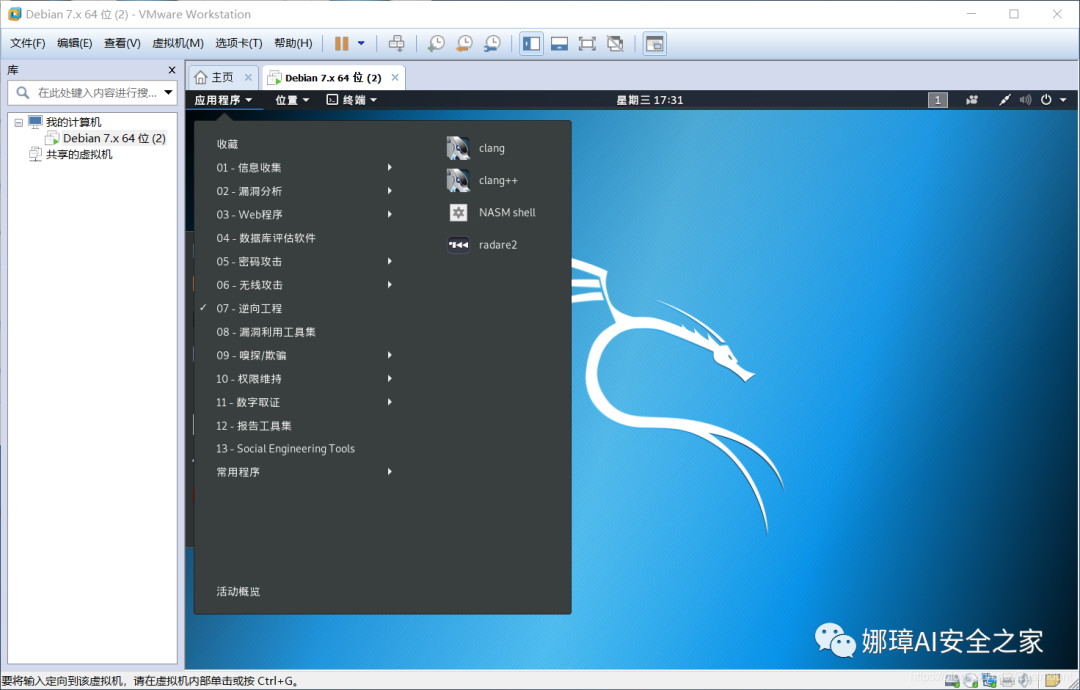 Debian 7.x 64 位 (2) - VMware Workstation
文件(F) 编辑(E) 查看(V) 虚拟机(M) 选项卡(T) 帮助(H)
库
在此处键入内容进行搜...
我的计算机
Debian 7.x 64 位 (2)
共享的虚拟机
主页
Debian 7.x 64 位 (2)
应用程序 位置 终端 星期三 17:31 1
收藏
01 - 信息收集
02 - 漏洞分析
03 - Web程序
04 - 数据库评估软件
05 - 密码攻击
06 - 无线攻击
07 - 逆向工程
08 - 漏洞利用工具集
09 - 嗅探/欺骗
10 - 权限维持
11 - 数字取证
12 - 报告工具集
13 - Social Engineering Tools
常用程序
活动概览
clang
clang++
NASM shell
radare2
娜璋AI安全之家
要将输入定向到该虚拟机，请在虚拟机内部单击或按 Ctrl+G。